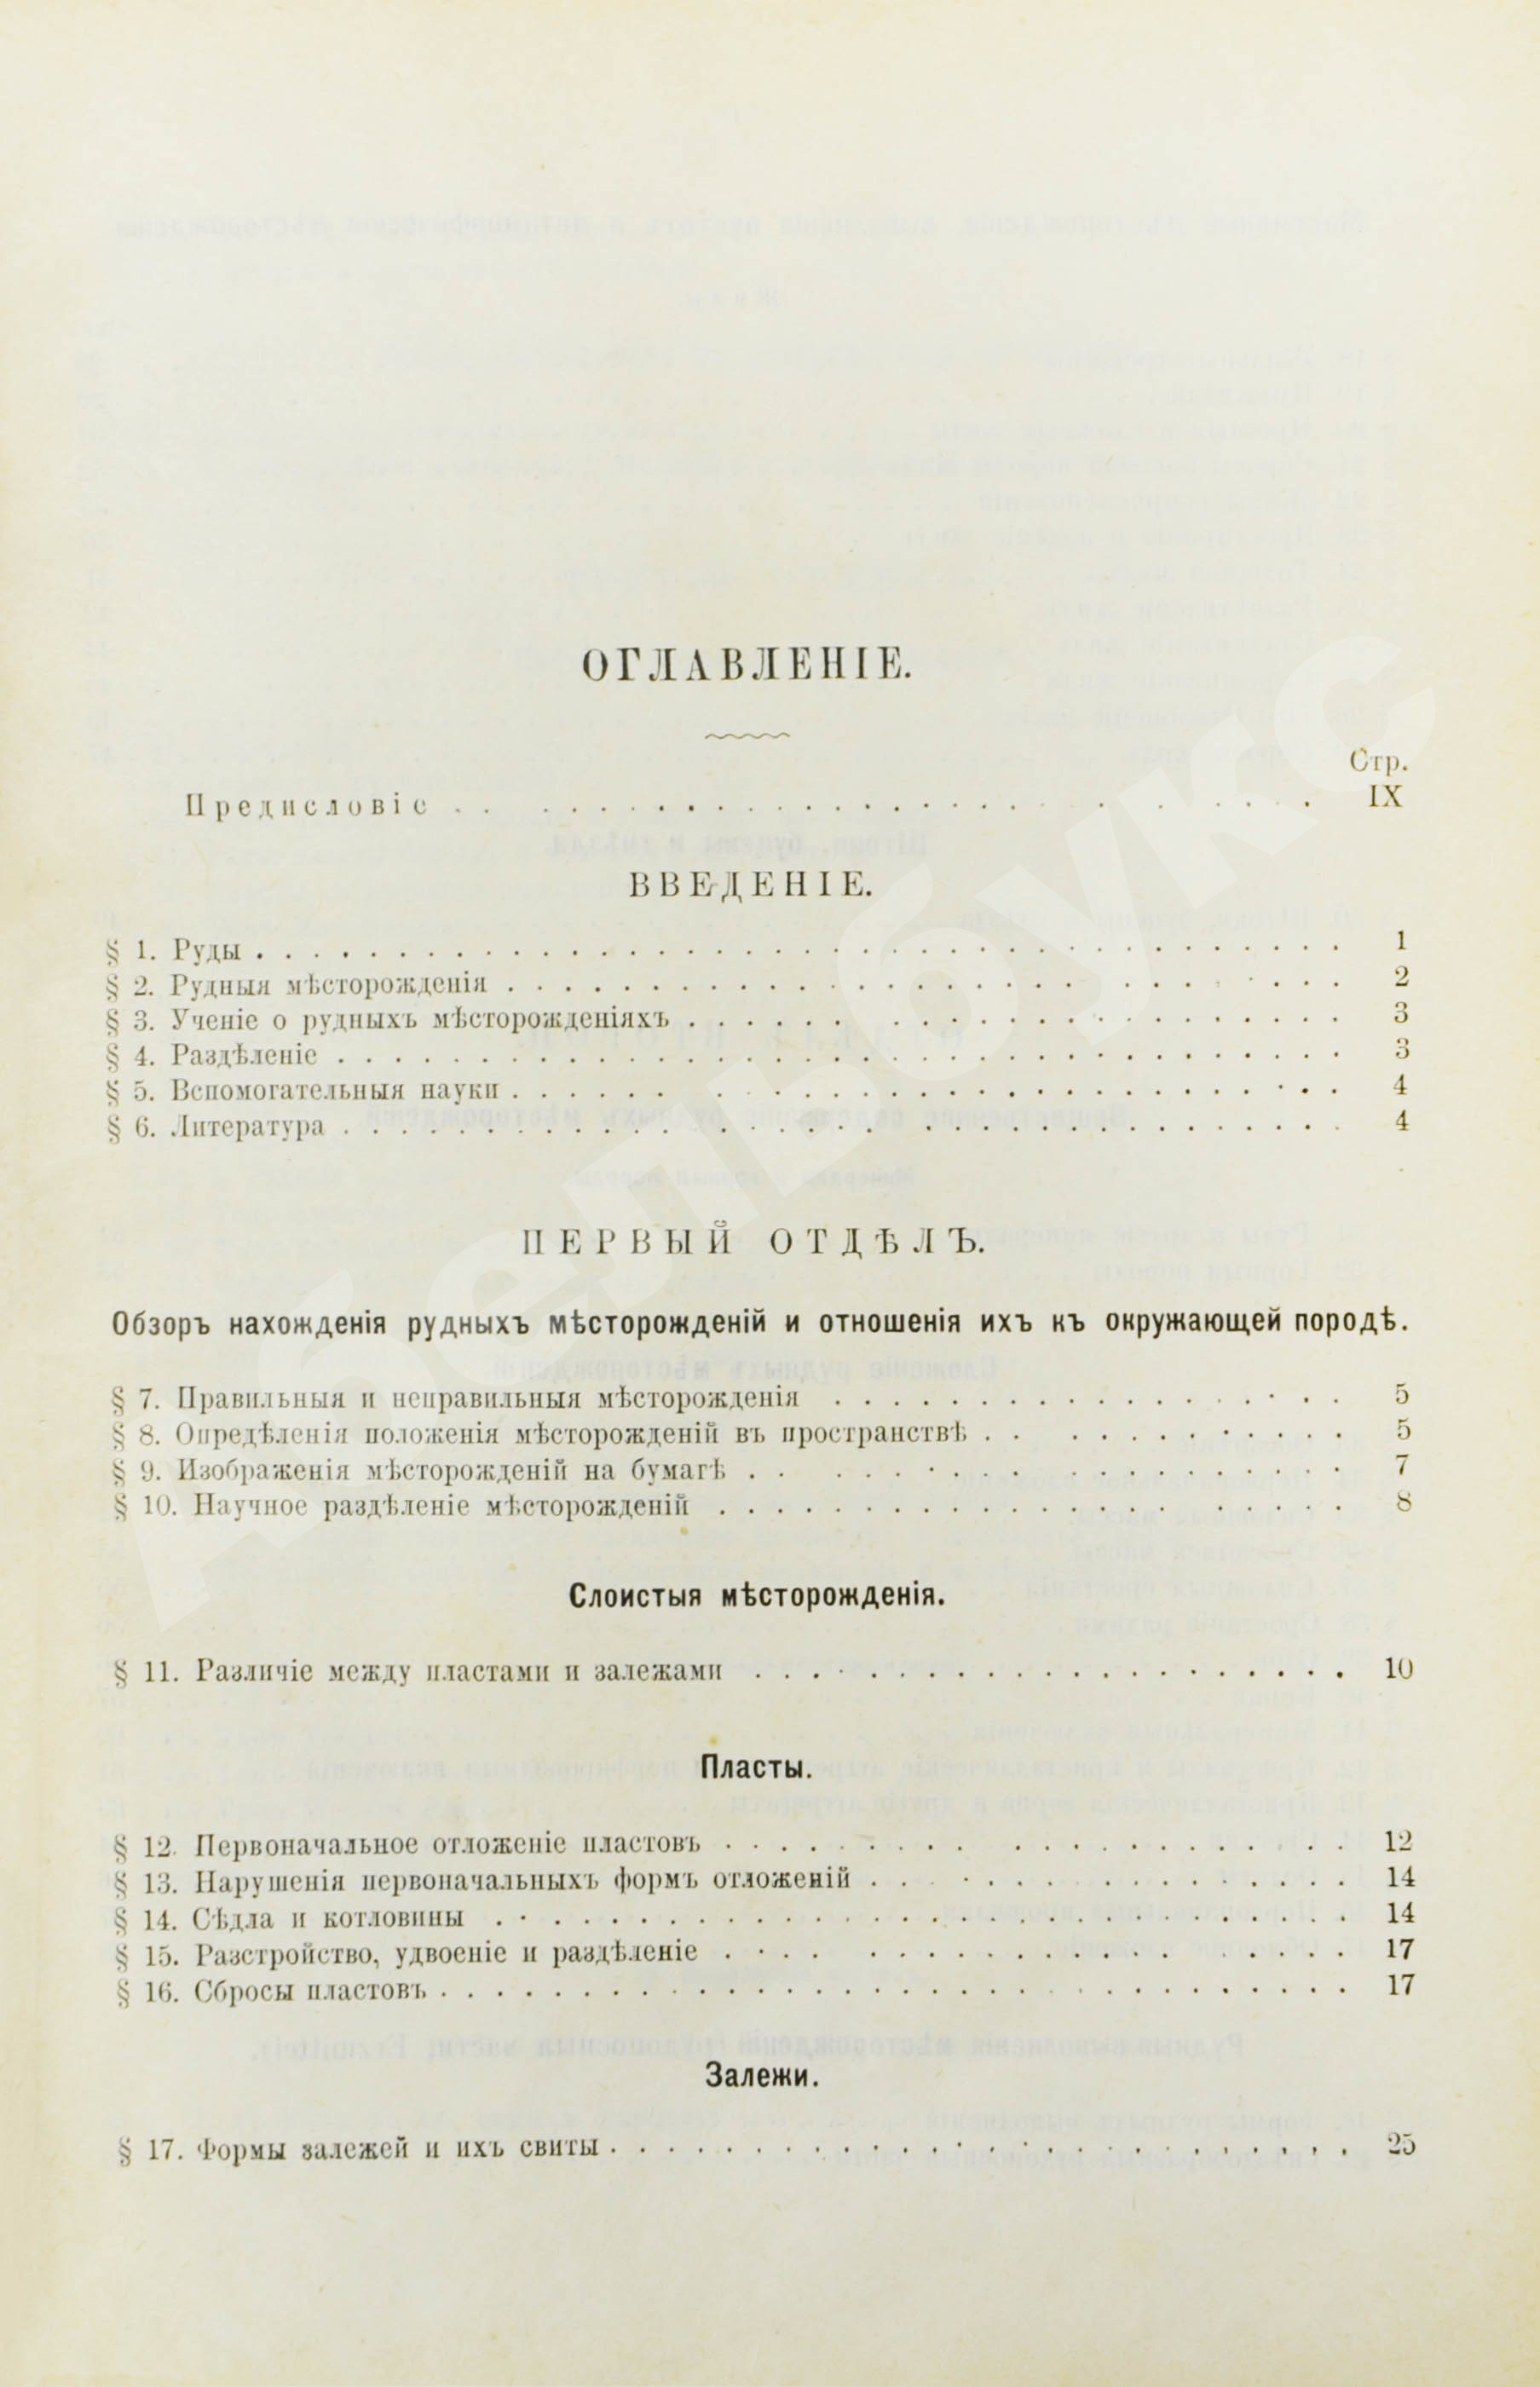 ОГЛАВЛЕНІЕ.
Стр.
Предисловіе . . . . . . . . . . IX
ВВЕДЕНІЕ.
§ 1. Руды . . . . . . . . . . 1
§ 2. Рудныя мѣсторожденія . . . . . . . . . . 2
§ 3. Ученіе о рудныхъ мѣсторожденіяхъ . . . . . . . . . . 3
§ 4. Раздѣленіе . . . . . . . . . . 3
§ 5. Вспомогательныя науки . . . . . . . . . . 4
§ 6. Литература . . . . . . . . . . 4
ПЕРВЫЙ ОТДѢЛЪ.
Обзоръ нахожденія рудныхъ мѣсторожденій и отношенія ихъ къ окружающей породѣ.
§ 7. Правильныя и неправильныя мѣсторожденія . . . . . . . . . . 5
§ 8. Опредѣленія положенія мѣсторожденій въ пространствѣ . . . . . . . . . . 5
§ 9. Изображенія мѣсторожденій на бумагѣ . . . . . . . . . . 7
§ 10. Научное раздѣленіе мѣсторожденій . . . . . . . . . . 8
Слоистыя мѣсторожденія.
§ 11. Различіе между пластами и залежами . . . . . . . . . . 10
Пласты.
§ 12. Первоначальное отложеніе пластовъ . . . . . . . . . . 12
§ 13. Нарушенія первоначальныхъ формъ отложеній . . . . . . . . . . 14
§ 14. Сѣдла и котловины . . . . . . . . . . 14
§ 15. Разстройство, удвоеніе и раздѣленіе . . . . . . . . . . 17
§ 16. Сбросы пластовъ . . . . . . . . . . 17
Залежи.
§ 17. Формы залежей и ихъ свиты . . . . . . . . . . 25